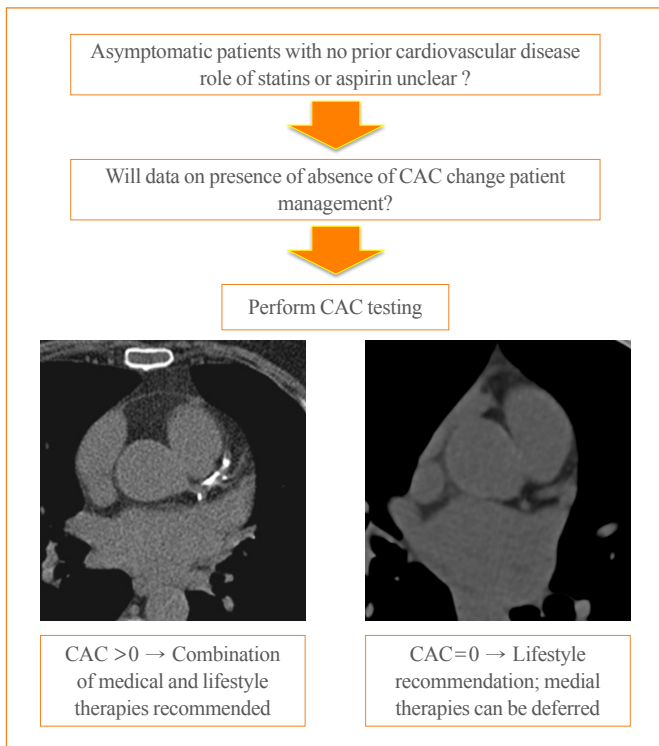 Asymptomatic patients with no prior cardiovascular disease
role of statins or aspirin unclear ?
Will data on presence of absence of CAC change patient
management?
Perform CAC testing
CAC >0 → Combination
of medical and lifestyle
therapies recommended
CAC=0 → Lifestyle
recommendation; medial
therapies can be deferred